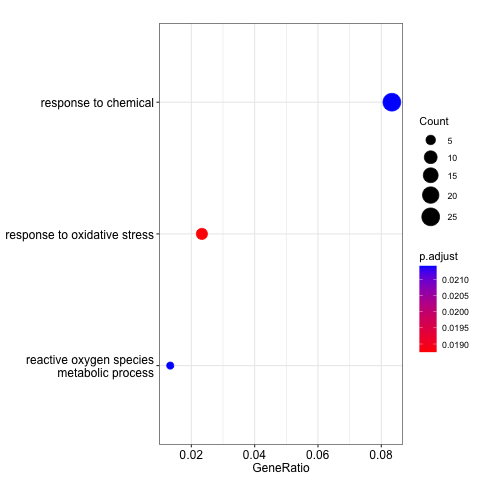 response to chemical
response to oxidative stress
reactive oxygen species
metabolic process
0.02 0.04 0.06 0.08
GeneRatio
Count
5
10
15
20
25
p.adjust
0.0210
0.0205
0.0200
0.0195
0.0190